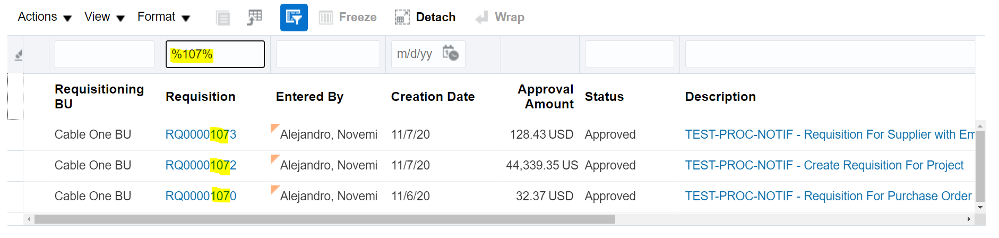 Actions View Format Freeze Detach Wrap
%107% m/d/yy
Requisitioning BU Requisition Entered By Creation Date Approval Amount Status Description
Cable One BU RQ00001073 Alejandro, Novemi 11/7/20 128.43 USD Approved TEST-PROC-NOTIF - Requisition For Supplier with Em
Cable One BU RQ00001072 Alejandro, Novemi 11/7/20 44,339.35 US Approved TEST-PROC-NOTIF - Create Requisition For Project
Cable One BU RQ00001070 Alejandro, Novemi 11/6/20 32.37 USD Approved TEST-PROC-NOTIF - Requisition For Purchase Order